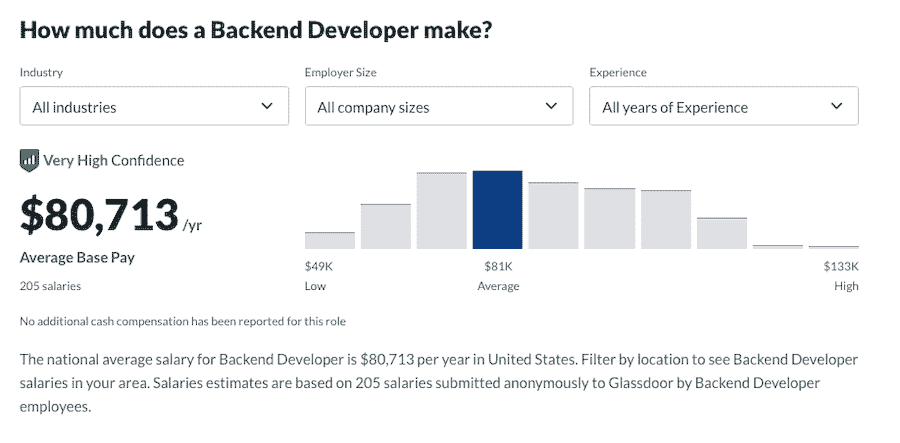 How much does a Backend Developer make?
Industry
Employer Size
Experience
All industries
All company sizes
All years of Experience
Very High Confidence
$80,713 /yr
Average Base Pay
205 salaries
$49K
Low
$81K
Average
$133K
High
No additional cash compensation has been reported for this role
The national average salary for Backend Developer is $80,713 per year in United States. Filter by location to see Backend Developer
salaries in your area. Salaries estimates are based on 205 salaries submitted anonymously to Glassdoor by Backend Developer
employees.